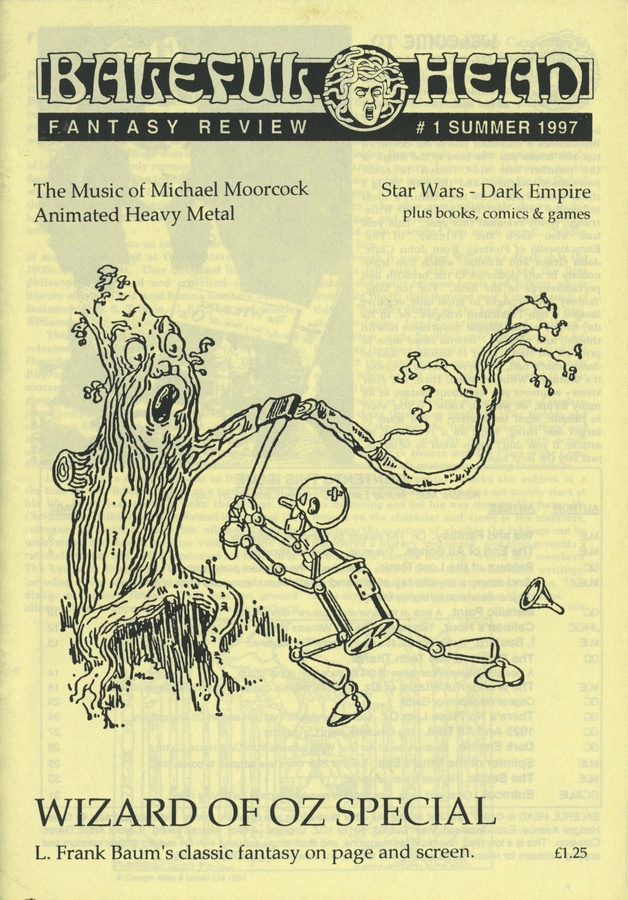 BALEFUL HEAD
FANTASY REVIEW # 1 SUMMER 1997
The Music of Michael Moorcock
Animated Heavy Metal
Star Wars - Dark Empire
plus books, comics & games
WIZARD OF OZ SPECIAL
L. Frank Baum's classic fantasy on page and screen.
£1.25